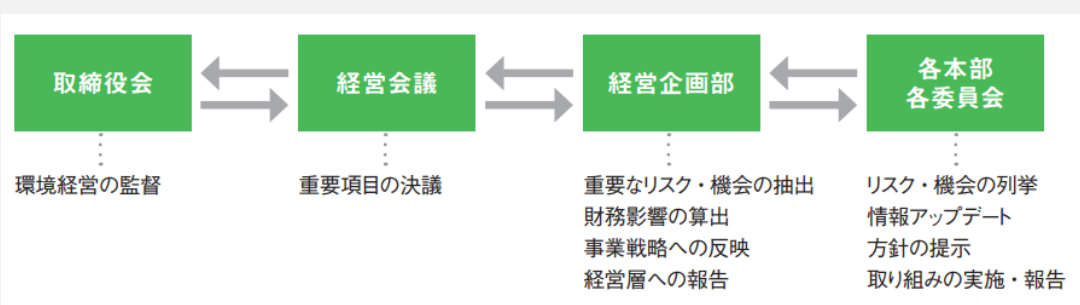 取締役会
経営会議
経営企画部
各本部
各委員会
環境経営の監督
重要項目の決議
重要なリスク・機会の抽出
財務影響の算出
事業戦略への反映
経営層への報告
リスク・機会の列挙
情報アップデート
方針の提示
取り組みの実施・報告